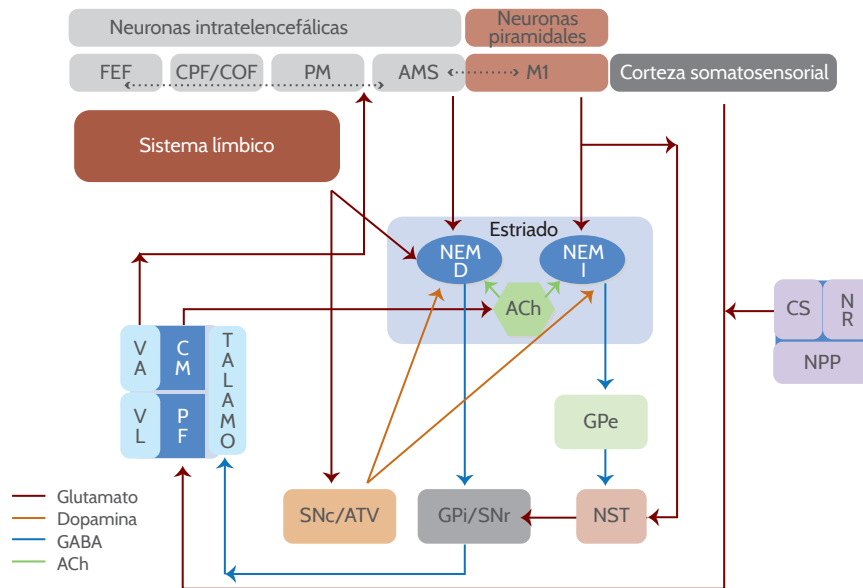 Neuronas intratelencefálicas
Neuronas
piramidales
FEF
CPF/COF
PM
AMS
M1
Corteza somatosensorial
Sistema límbico
Estriado
NEM
D
NEM
I
ACh
CS
N
R
NPP
V
A
C
M
T
A
L
A
M
O
V
L
P
F
GPe
SNc/ATV
GPi/SNr
NST
Glutamato
Dopamina
GABA
ACh